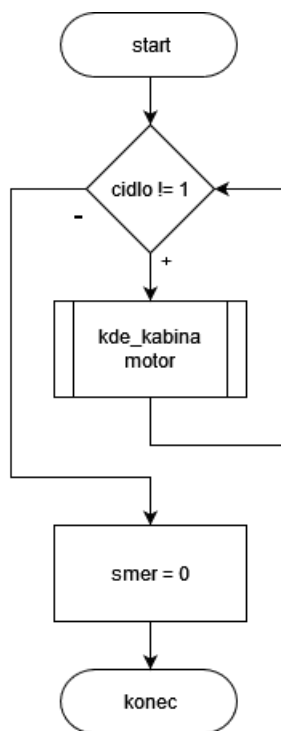 start
cidlo != 1
-
+
kde_kabina
motor
smer = 0
konec